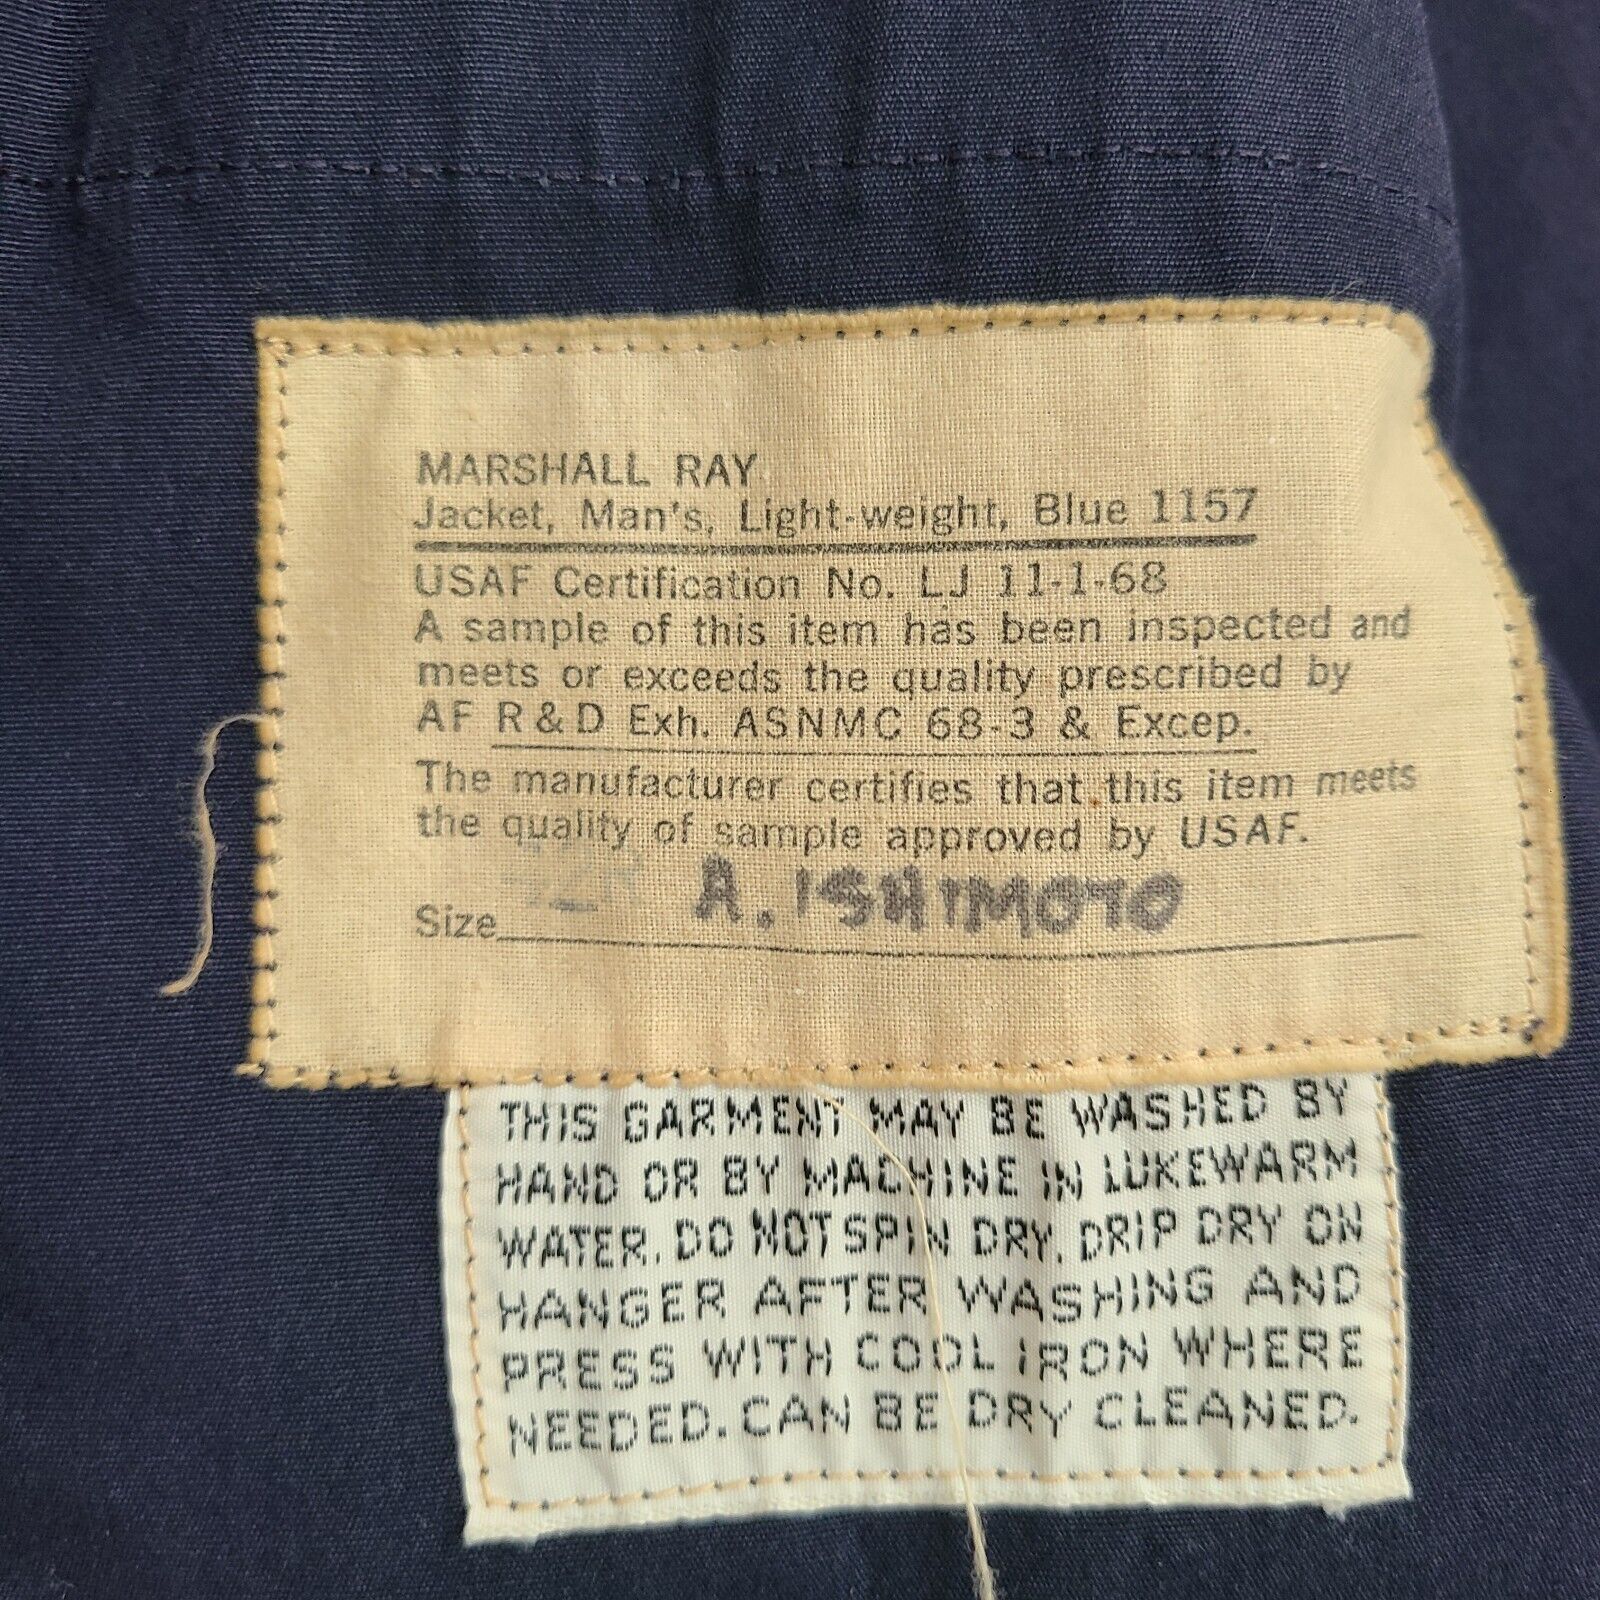 MARSHALL RAY
Jacket, Man's, Light-weight, Blue 1157
USAF Certification No. LJ 11-1-68
A sample of this item has been inspected and
meets or exceeds the quality prescribed by
AF R & D Exh. ASNMC 68-3 & Excep.
The manufacturer certifies that this item meets
the quality of sample approved by USAF.
Size A. ISHIMOTO
THIS GARMENT MAY BE WASHED BY
HAND OR BY MACHINE IN LUKEWARM
WATER. DO NOT SPIN DRY. DRIP DRY ON
HANGER AFTER WASHING AND
PRESS WITH COOL IRON WHERE
NEEDED. CAN BE DRY CLEANED.